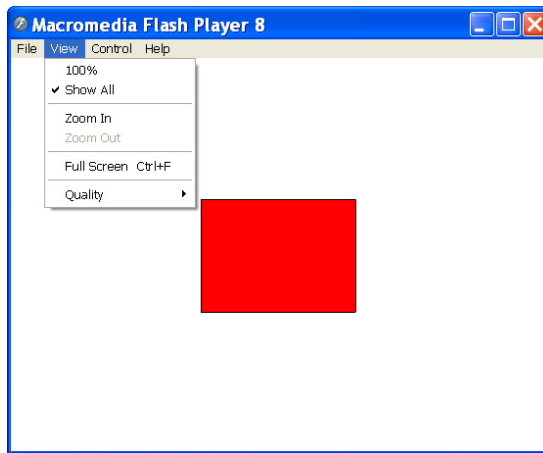 Macromedia Flash Player 8
File View Control Help
100%
Show All
Zoom In
Zoom Out
Full Screen Ctrl+F
Quality